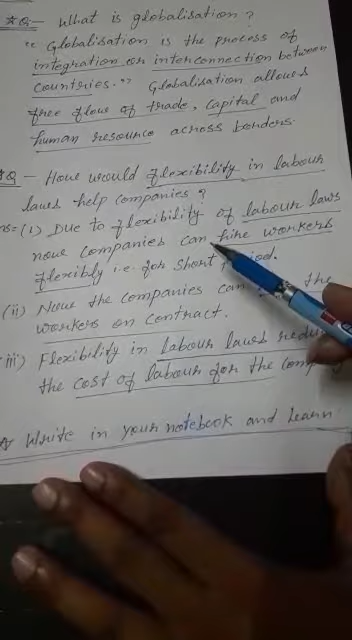 *Q:- What is globalisation?
" Globalisation is the process of
integration or interconnection between
countries." Globalisation allows
free flow of trade, capital and
human resource across borders.
*Q - How would flexibility in labour
laws help companies?
ns= (i) Due to flexibility of labour laws
now companies can hire workers
flexibly i.e. for short period.
(ii) Now the companies can the
workers on contract.
iii) Flexibility in labour laws
the cost of labour for the
Write in your notebook and learn